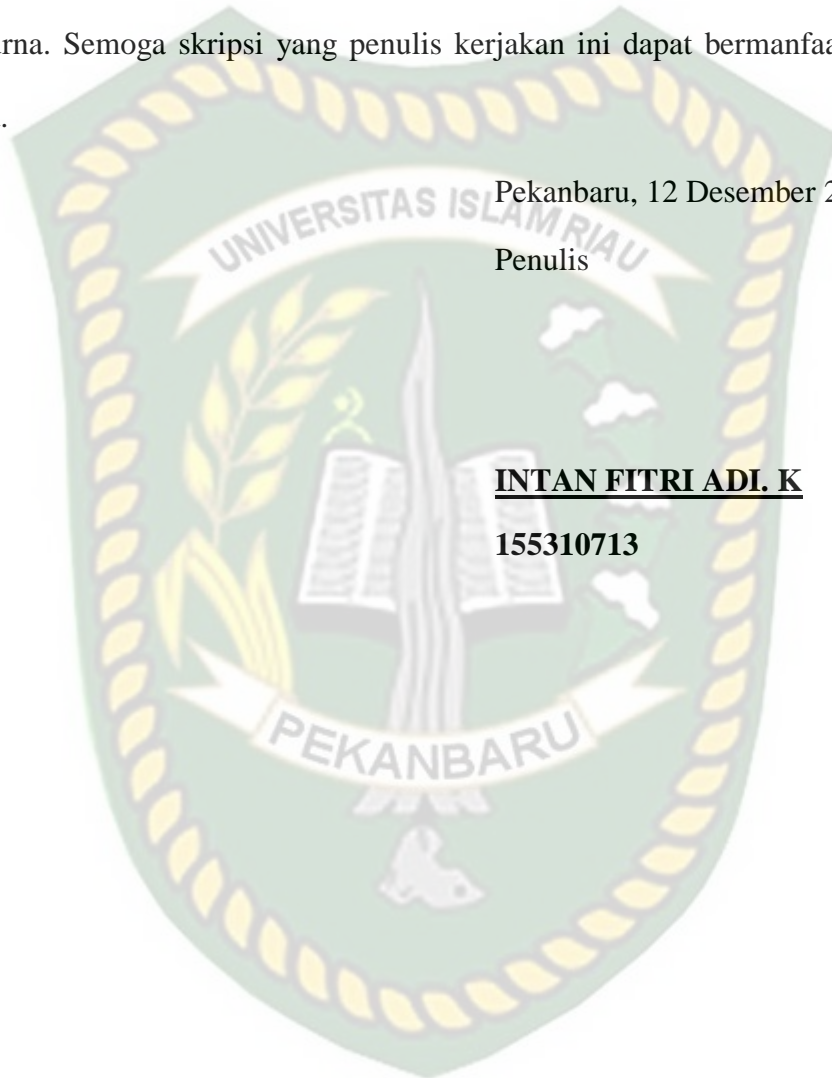 urna. Semoga skripsi yang penulis kerjakan ini dapat bermanfaa
.
Pekanbaru, 12 Desember 2
UNIVERSITAS ISLAM RIAU
Penulis
INTAN FITRI ADI. K
155310713
PEKANBARU